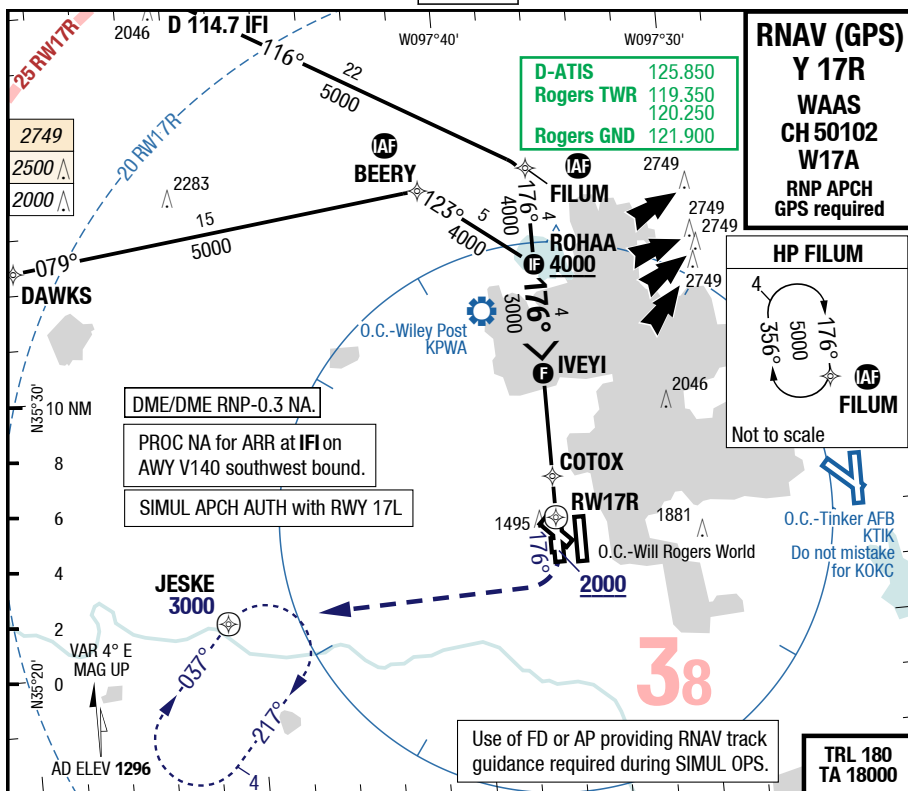 25 RW17R
2046
D 114.7 IFI
116°
22
5000
W097°40'
W097°30'
D-ATIS 125.850
Rogers TWR 119.350
120.250
Rogers GND 121.900
RNAV (GPS)
Y 17R
WAAS
CH 50102
W17A
RNP APCH
GPS required
2749
2500
2000
20 RW17R
2283
IAF
BEERY
15
5000
079°
DAWKS
123°
5
4000
IAF
FILUM
176°
4
4000
ROHAA
IF
4000
176°
4
3000
2749
2749
2749
2749
HP FILUM
4
356°
5000
176°
IAF
FILUM
Not to scale
O.C.-Wiley Post
KPWA
F
IVEYI
2046
N35°30'
10 NM
8
6
4
2
0
N35°20'
DME/DME RNP-0.3 NA.
PROC NA for ARR at IFI on
AWY V140 southwest bound.
SIMUL APCH AUTH with RWY 17L
COTOX
RW17R
1495
1881
176°
O.C.-Will Rogers World
2000
O.C.-Tinker AFB
KTIK
Do not mistake
for KOKC
JESKE
3000
037°
217°
4
VAR 4° E
MAG UP
AD ELEV 1296
38
Use of FD or AP providing RNAV track
guidance required during SIMUL OPS.
TRL 180
TA 18000